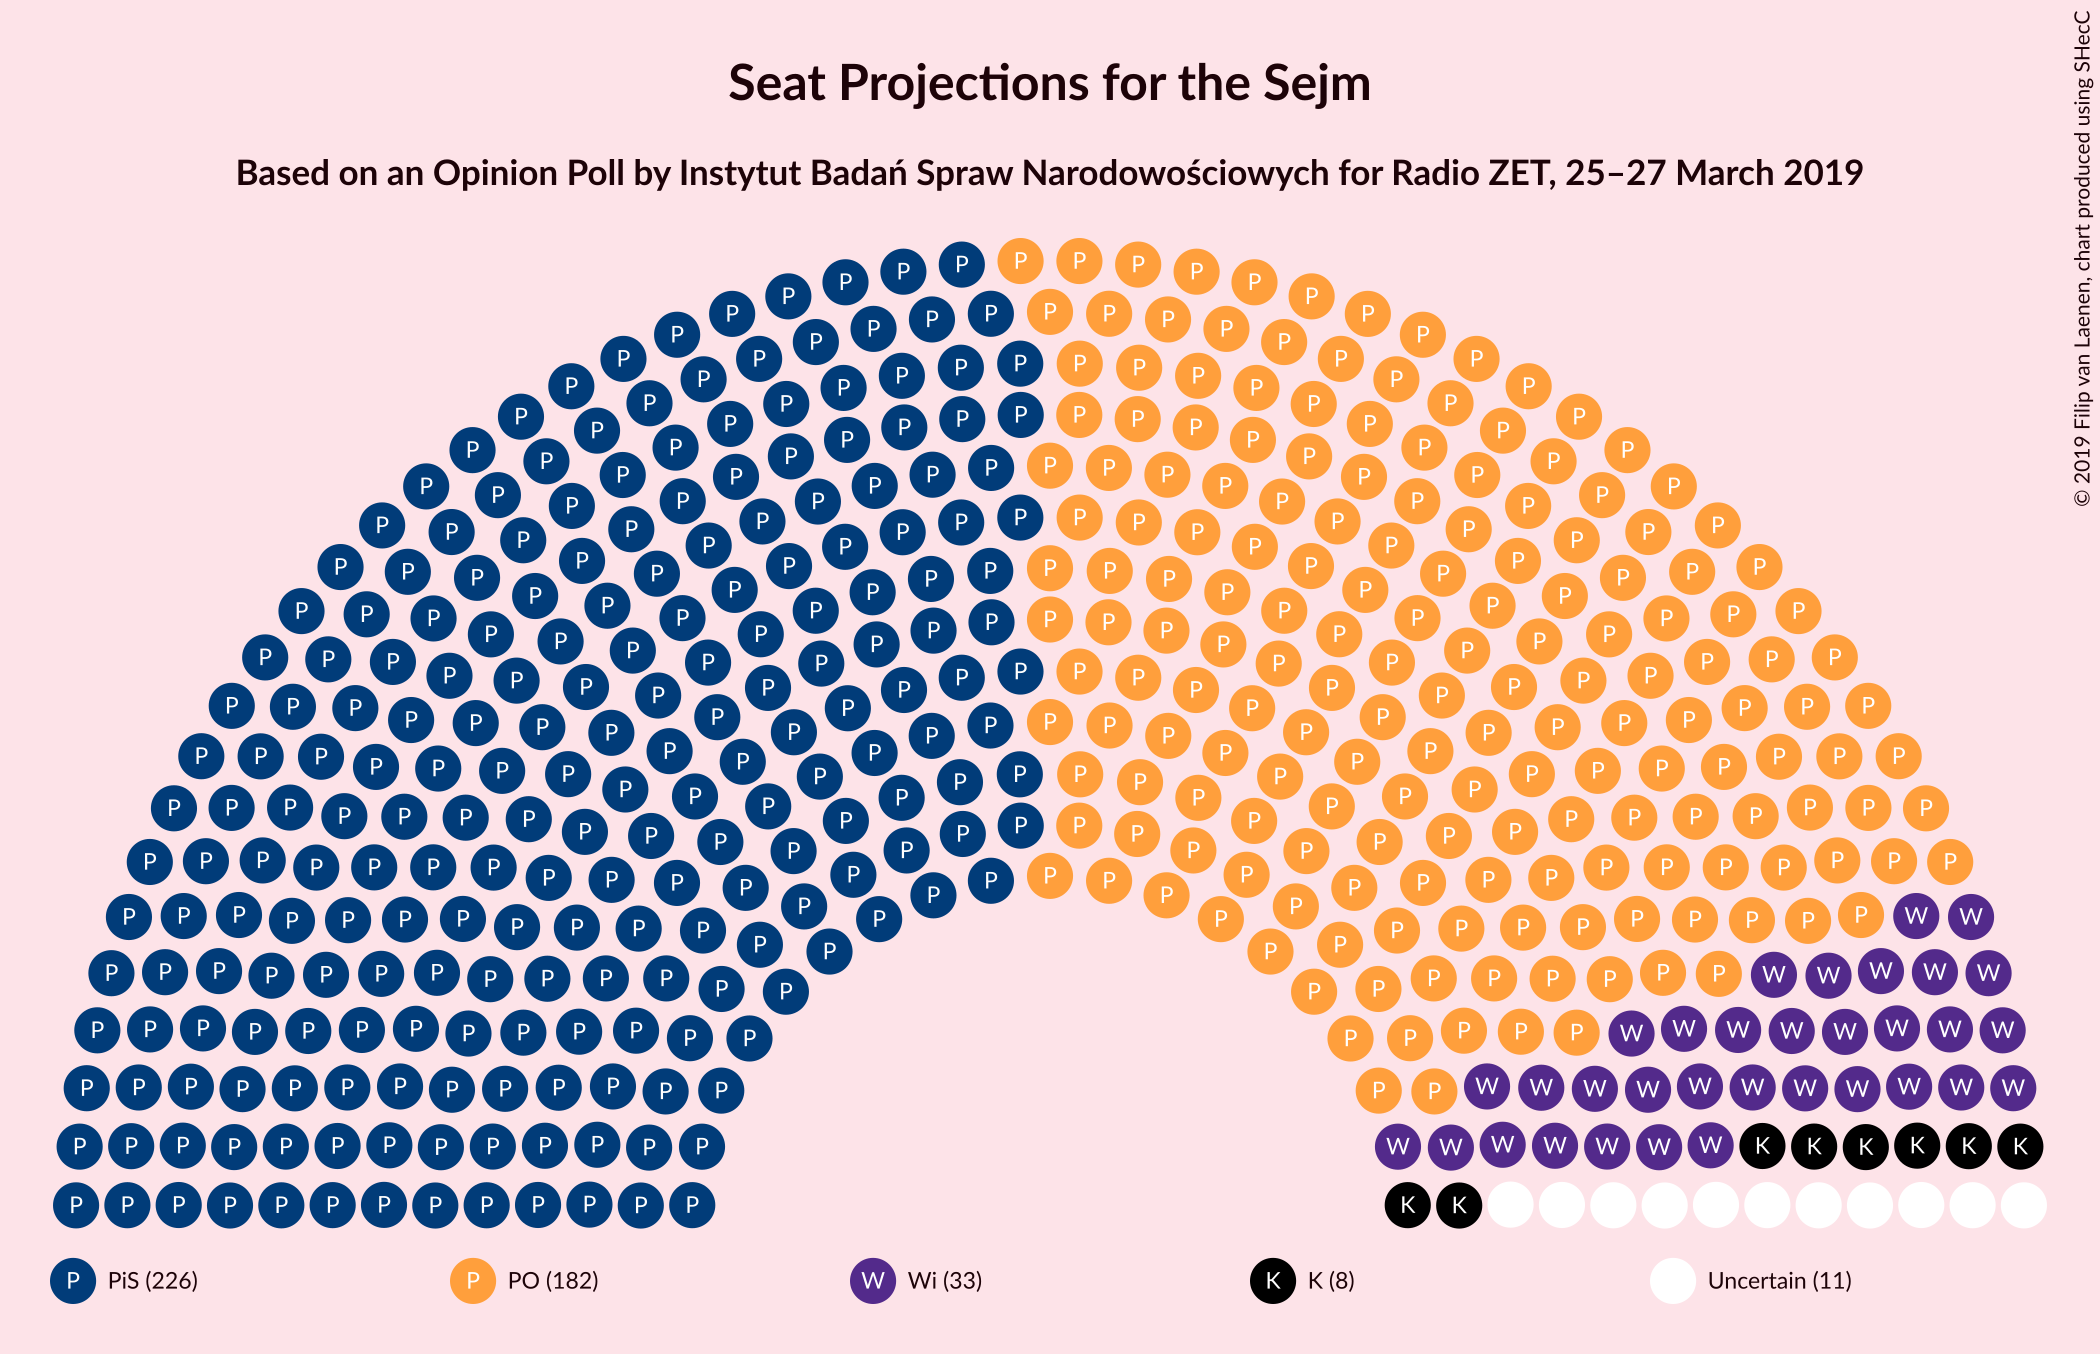 Seat Projections for the Sejm
Based on an Opinion Poll by Instytut Badań Spraw Narodowościowych for Radio ZET, 25–27 March 2019
© 2019 Filip van Laenen, chart produced using SHecC
P PiS (226)
P PO (182)
W Wi (33)
K K (8)
Uncertain (11)